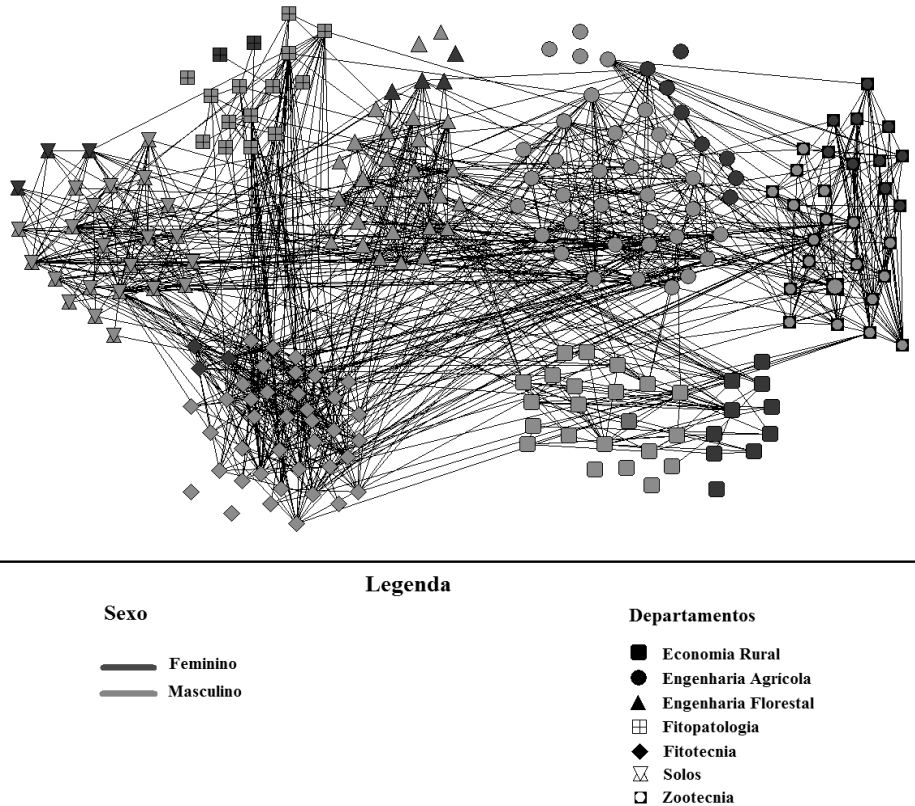 Legenda
Sexo
Feminino
Masculino
Departamentos
Economia Rural
Engenharia Agrícola
Engenharia Florestal
Fitopatologia
Fitotecnia
Solos
Zootecnia